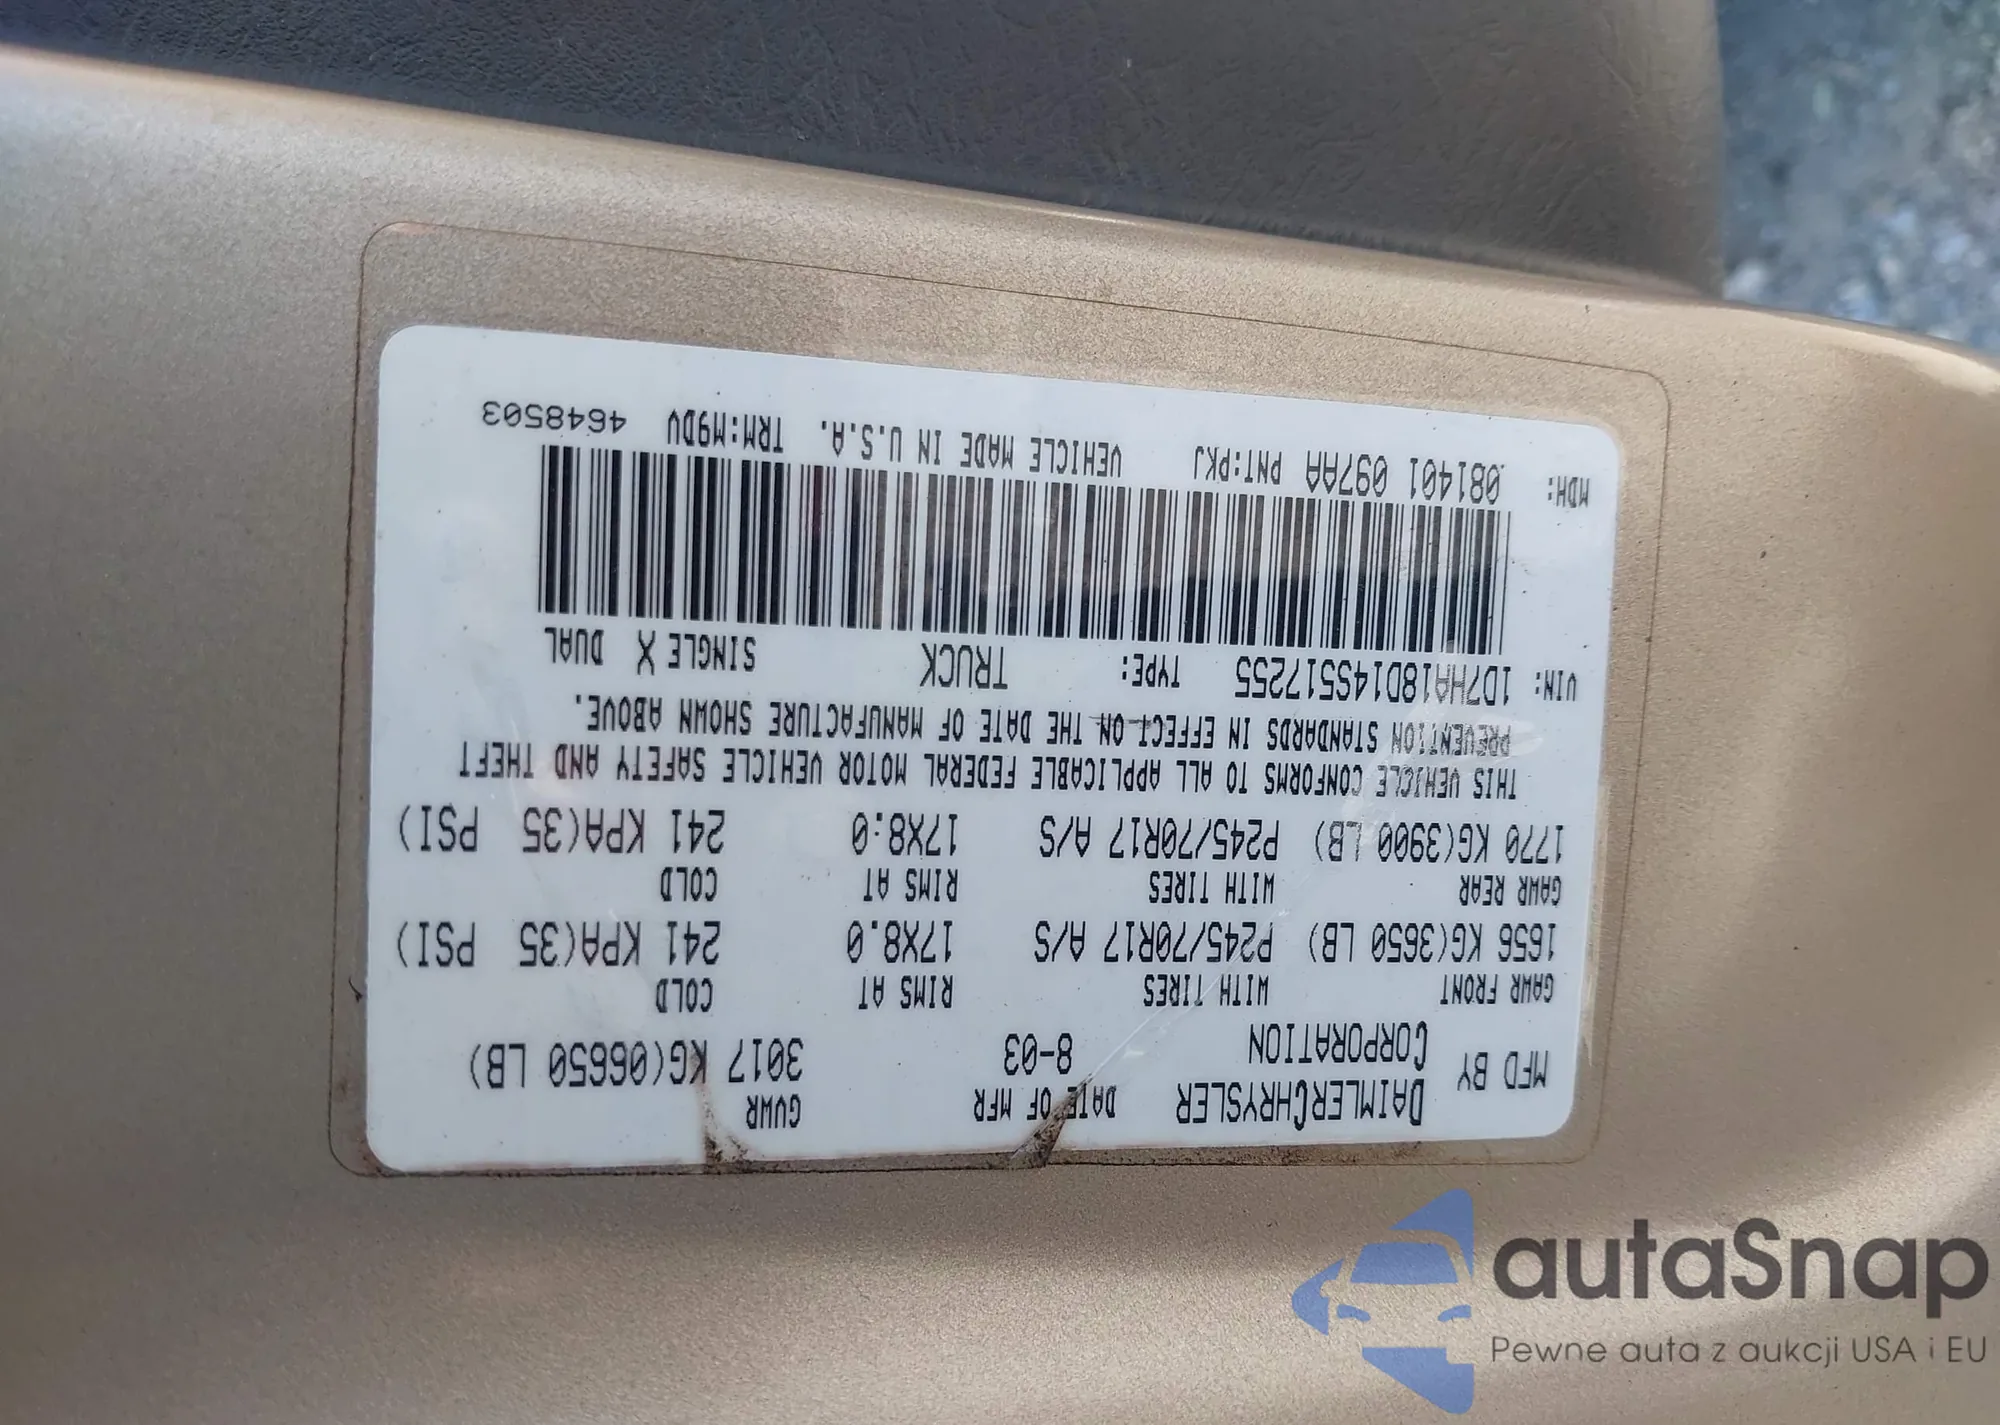 MFD BY DAIMLERCHRYSLER CORPORATION DATE OF MFR 8-03 GVWR 3017 KG(06650 LB)
GAWR FRONT WITH TIRES RIMS AT COLD
1656 KG(3650 LB) P245/70R17 A/S 17X8.0 241 KPA(35 PSI)
GAWR REAR WITH TIRES RIMS AT COLD
1770 KG(3900 LB) P245/70R17 A/S 17X8.0 241 KPA(35 PSI)
THIS VEHICLE CONFORMS TO ALL APPLICABLE FEDERAL MOTOR VEHICLE SAFETY AND THEFT
PREVENTION STANDARDS IN EFFECT ON THE DATE OF MANUFACTURE SHOWN ABOVE.
VIN: 1D7HA18D14S517255 TYPE: TRUCK SINGLE X DUAL
MDH: 081401 097AA PNT:PKJ VEHICLE MADE IN U.S.A. TRM:M9DV 4648503
autaSnap
Pewne auta z aukcji USA i EU